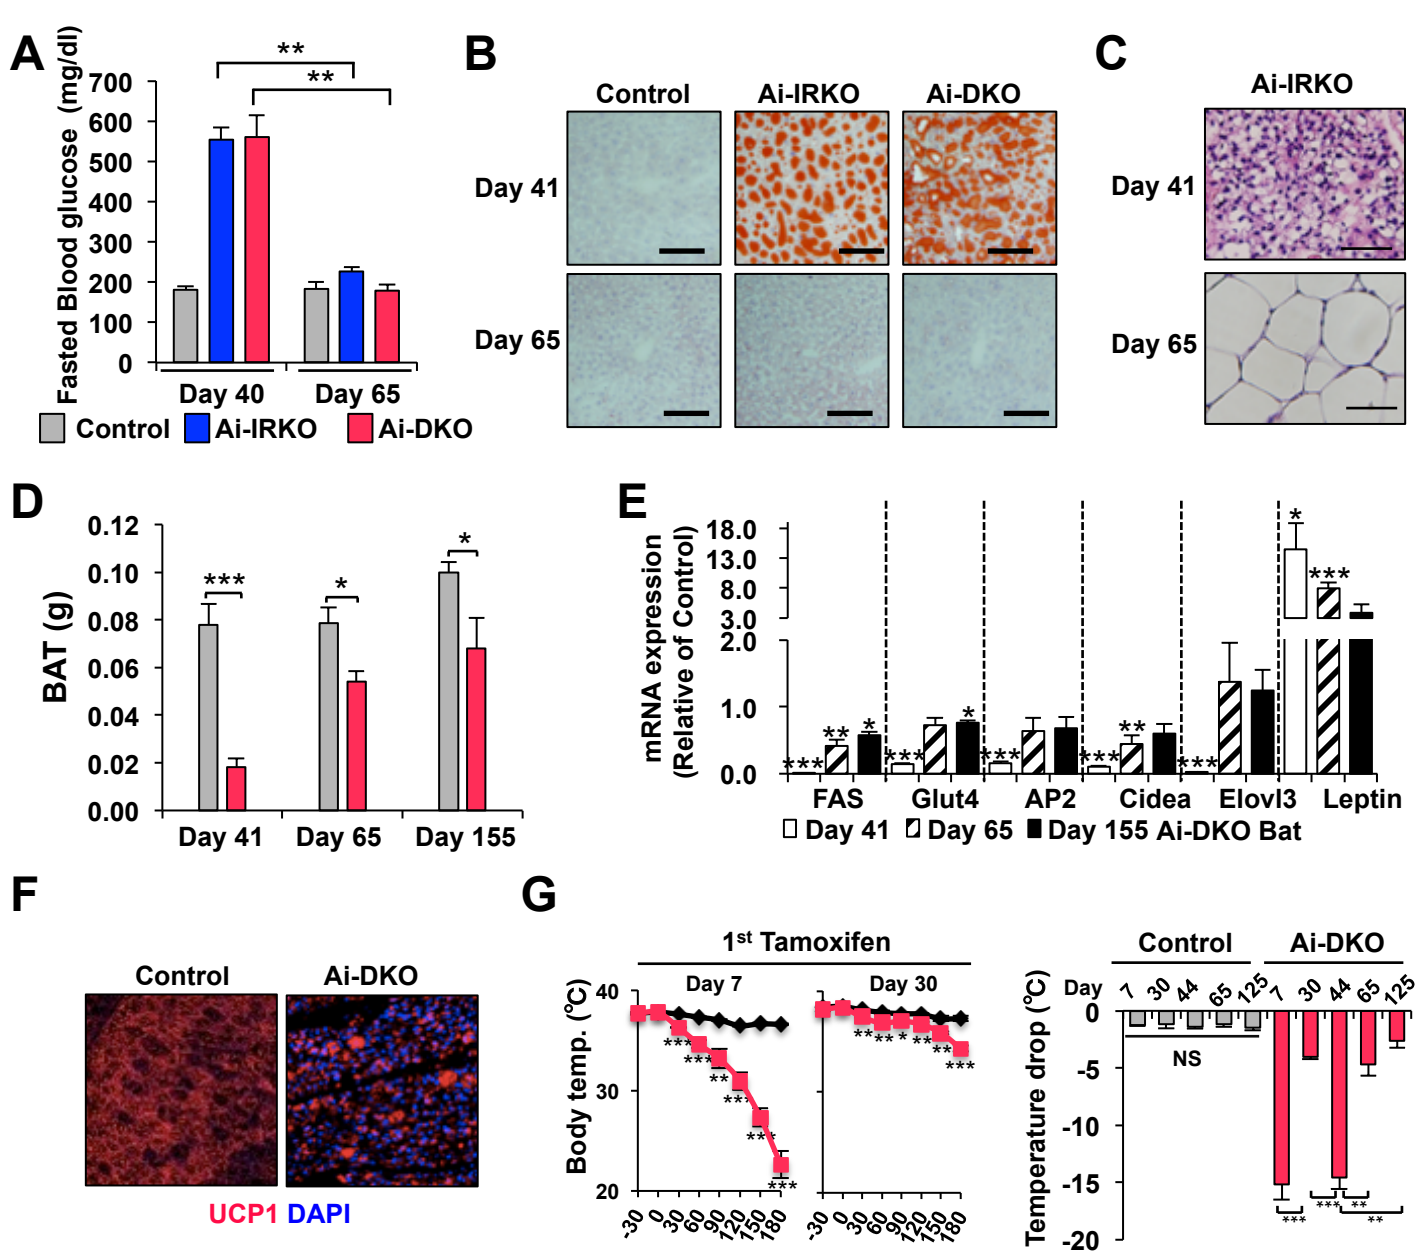 A
Fasted Blood glucose (mg/dl)
700
600
500
400
300
200
100
0
**
**
Day 40
Day 65
Control
Ai-IRKO
Ai-DKO
B
Control
Ai-IRKO
Ai-DKO
Day 41
Day 65
C
Ai-IRKO
Day 41
Day 65
D
BAT (g)
0.12
0.10
0.08
0.06
0.04
0.02
0.00
***
*
*
Day 41
Day 65
Day 155
E
mRNA expression
(Relative of Control)
18.0
13.0
8.0
3.0
2.0
1.0
0.0
***
**
*
***
*
***
***
**
***
*
***
FAS
Glut4
AP2
Cidea
Elovl3
Leptin
Day 41
Day 65
Day 155 Ai-DKO Bat
F
Control
Ai-DKO
UCP1 DAPI
G
1st Tamoxifen
Day 7
Day 30
Body temp. (°C)
40
30
20
***
***
**
***
***
***
**
**
*
**
**
***
-30
0
30
60
90
120
150
180
-30
0
30
60
90
120
150
180
Control
Ai-DKO
Day
7
30
44
65
125
7
30
44
65
125
Temperature drop (°C)
0
-5
-10
-15
-20
NS
***
***
**
**